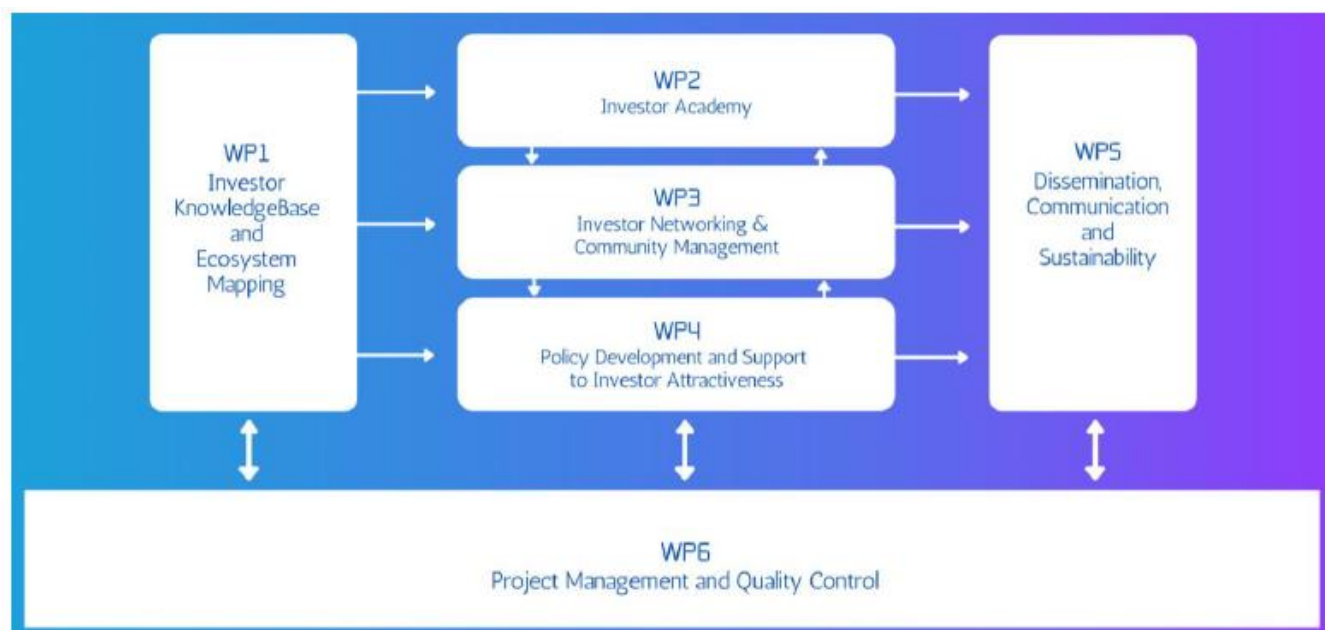 WP1
Investor
KnowledgeBase
and
Ecosystem
Mapping
WP2
Investor Academy
WP3
Investor Networking &
Community Management
WP4
Policy Development and Support
to Investor Attractiveness
WP5
Dissemination,
Communication
and
Sustainability
WP6
Project Management and Quality Control